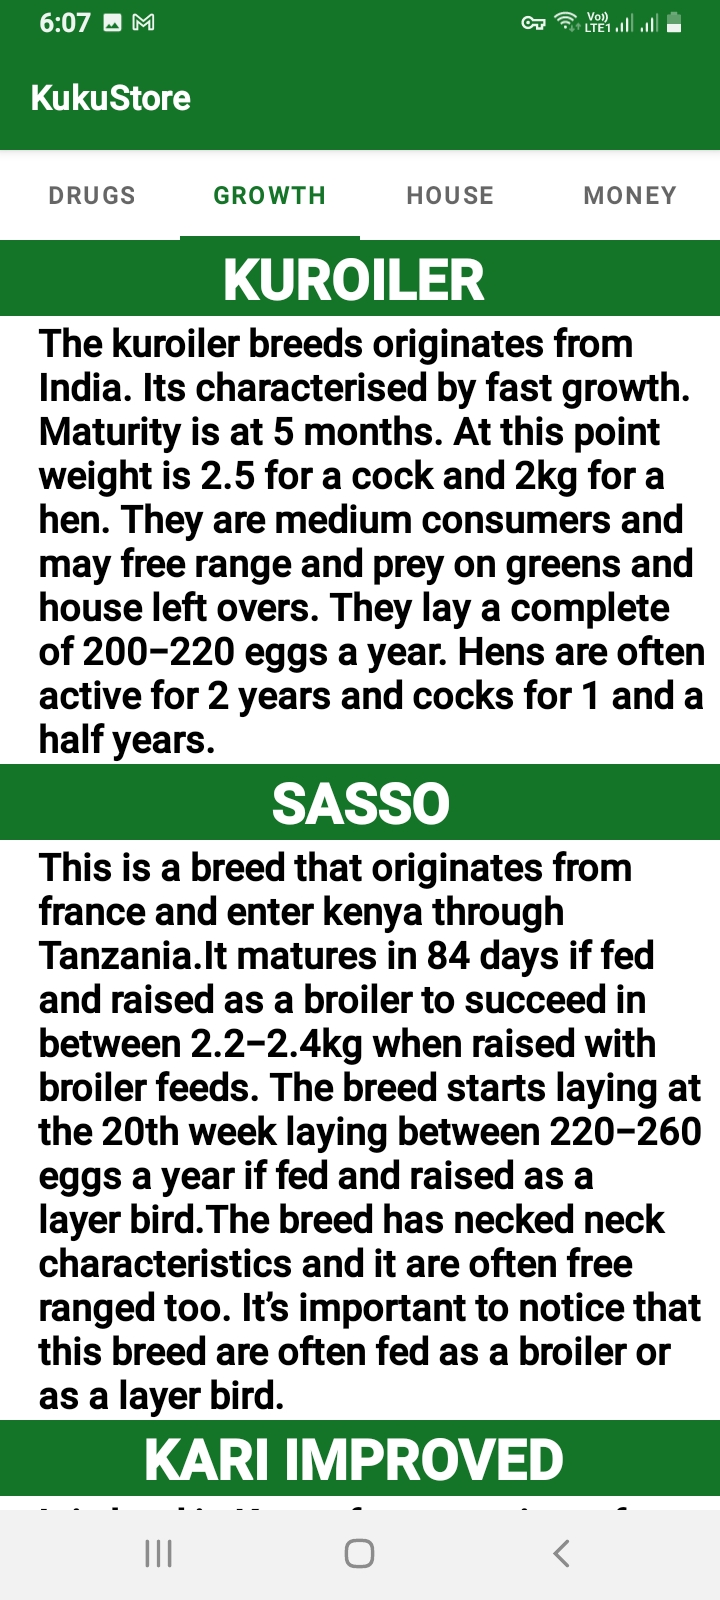 6:07
Vo))
LTE1
KukuStore
DRUGS GROWTH HOUSE MONEY
KUROILER
The kuroiler breeds originates from
India. Its characterised by fast growth.
Maturity is at 5 months. At this point
weight is 2.5 for a cock and 2kg for a
hen. They are medium consumers and
may free range and prey on greens and
house left overs. They lay a complete
of 200–220 eggs a year. Hens are often
active for 2 years and cocks for 1 and a
half years.
SASSO
This is a breed that originates from
france and enter kenya through
Tanzania.It matures in 84 days if fed
and raised as a broiler to succeed in
between 2.2–2.4kg when raised with
broiler feeds. The breed starts laying at
the 20th week laying between 220–260
eggs a year if fed and raised as a
layer bird.The breed has necked neck
characteristics and it are often free
ranged too. It’s important to notice that
this breed are often fed as a broiler or
as a layer bird.
KARI IMPROVED